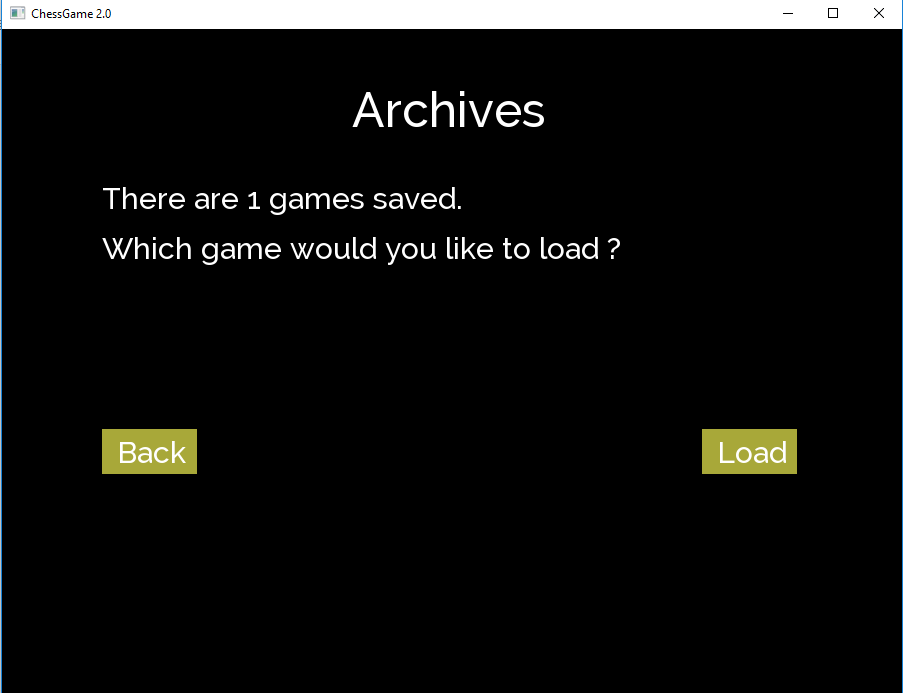 ChessGame 2.0
Archives
There are 1 games saved.
Which game would you like to load ?
Back
Load